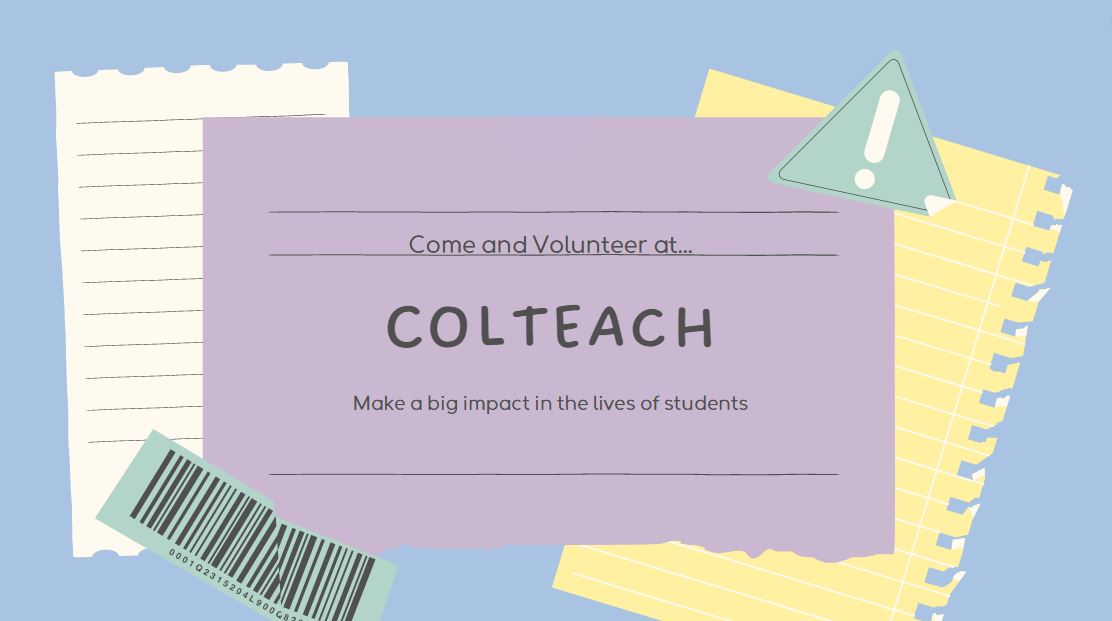 Come and Volunteer at...
COLTEACH
Make a big impact in the lives of students